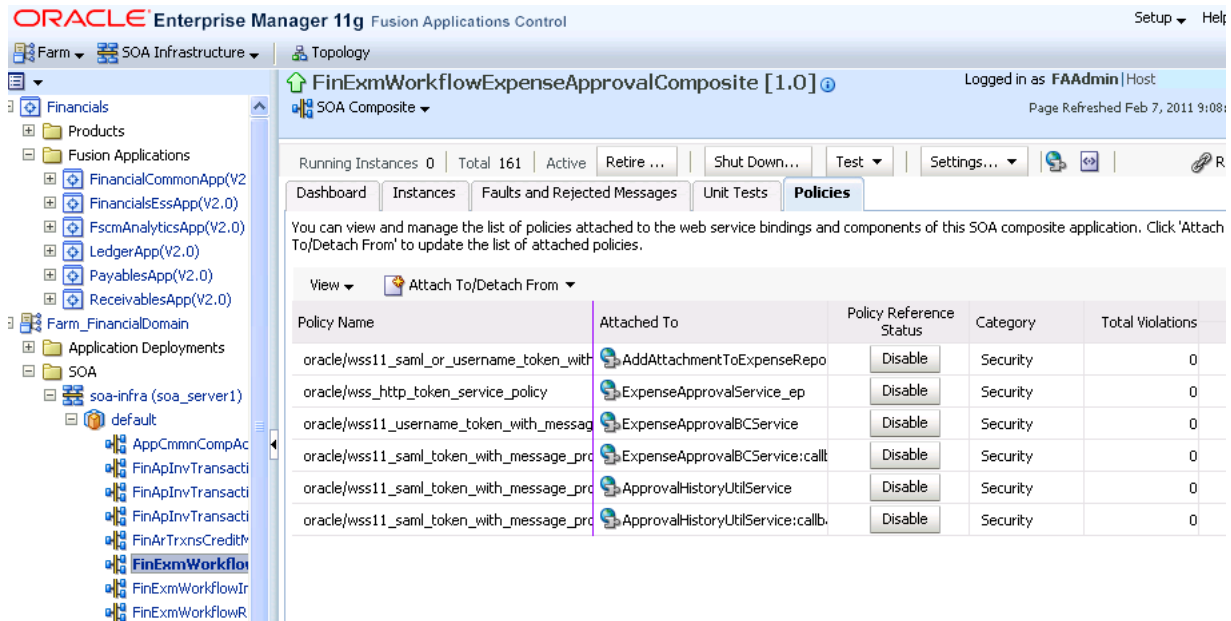 ORACLE Enterprise Manager 11g Fusion Applications Control
Setup Help
Farm SOA Infrastructure Topology
FinExmWorkflowExpenseApprovalComposite [1.0]
Logged in as FAAdmin|Host
SOA Composite
Page Refreshed Feb 7, 2011 9:08:
Financials
Products
Fusion Applications
FinancialCommonApp(V2
FinancialsEssApp(V2.0)
FscmAnalyticsApp(V2.0)
LedgerApp(V2.0)
PayablesApp(V2.0)
ReceivablesApp(V2.0)
Farm_FinancialDomain
Application Deployments
SOA
soa-infra (soa_server1)
default
AppCmmnCompAc
FinApInvTransacti
FinApInvTransacti
FinApInvTransacti
FinArTrxnsCreditM
FinExmWorkflow
FinExmWorkflowIr
FinExmWorkflowR
Running Instances 0 Total 161 Active Retire ... Shut Down... Test Settings... R
Dashboard Instances Faults and Rejected Messages Unit Tests Policies
You can view and manage the list of policies attached to the web service bindings and components of this SOA composite application. Click 'Attach
To/Detach From' to update the list of attached policies.
View Attach To/Detach From
Policy Name Attached To Policy Reference Status Category Total Violations
oracle/wss11_saml_or_username_token_with AddAttachmentToExpenseRepo Disable Security 0
oracle/wss_http_token_service_policy ExpenseApprovalService_ep Disable Security 0
oracle/wss11_username_token_with_messag ExpenseApprovalBCService Disable Security 0
oracle/wss11_saml_token_with_message_pro ExpenseApprovalBCService:callb Disable Security 0
oracle/wss11_saml_token_with_message_pro ApprovalHistoryUtilService Disable Security 0
oracle/wss11_saml_token_with_message_pro ApprovalHistoryUtilService:callb Disable Security 0